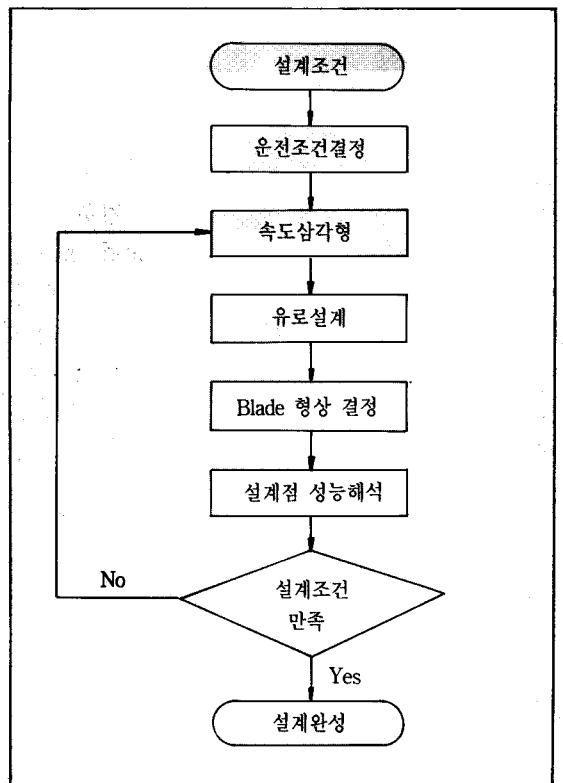 설계조건
운전조건결정
속도삼각형
유로설계
Blade 형상 결정
설계점 성능해석
No
설계조건
만족
Yes
설계완성